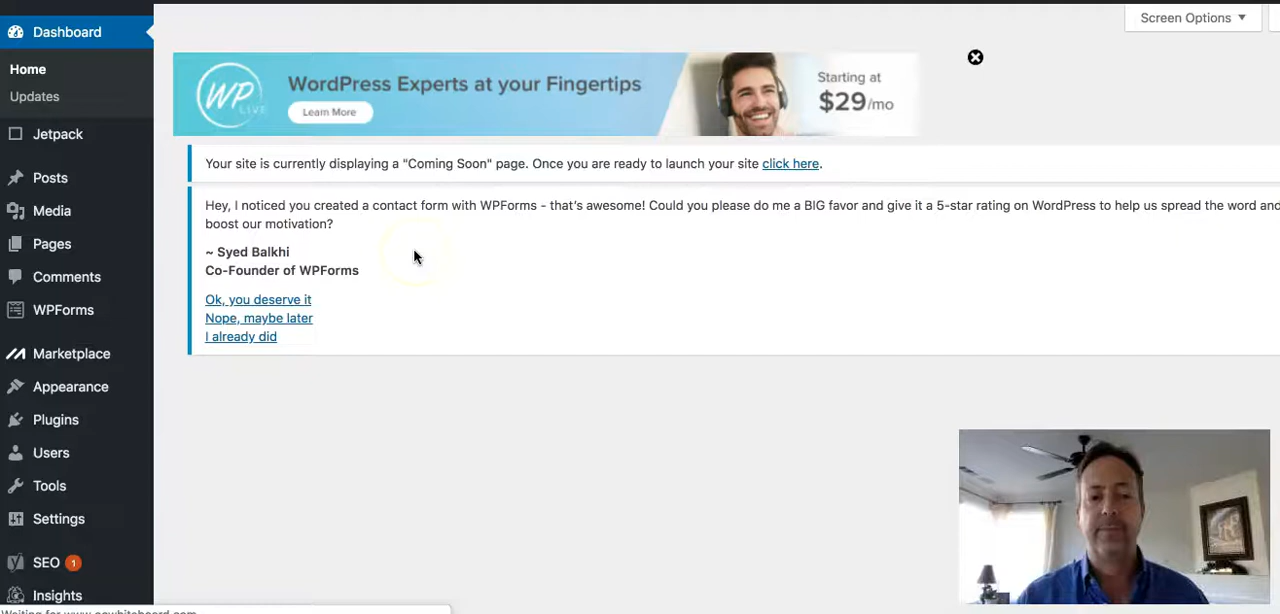 Dashboard
Screen Options
Home
Updates
Jetpack
Posts
Media
Pages
Comments
WPForms
Marketplace
Appearance
Plugins
Users
Tools
Settings
SEO 1
Insights
WP
LIVE
WordPress Experts at your Fingertips
Learn More
Starting at
$29/mo
Your site is currently displaying a "Coming Soon" page. Once you are ready to launch your site click here.
Hey, I noticed you created a contact form with WPForms - that's awesome! Could you please do me a BIG favor and give it a 5-star rating on WordPress to help us spread the word and
boost our motivation?
~ Syed Balkhi
Co-Founder of WPForms
Ok, you deserve it
Nope, maybe later
I already did